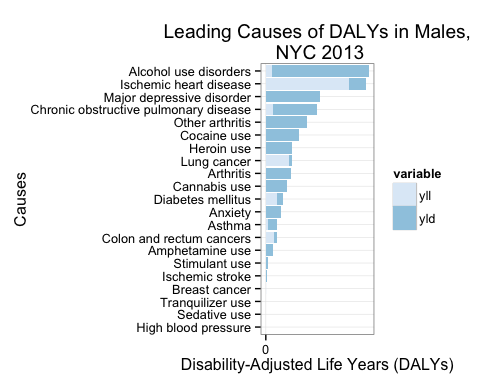 Leading Causes of DALYs in Males,
NYC 2013
Causes
Alcohol use disorders
Ischemic heart disease
Major depressive disorder
Chronic obstructive pulmonary disease
Other arthritis
Cocaine use
Heroin use
Lung cancer
Arthritis
Cannabis use
Diabetes mellitus
Anxiety
Asthma
Colon and rectum cancers
Amphetamine use
Stimulant use
Ischemic stroke
Breast cancer
Tranquilizer use
Sedative use
High blood pressure
0
Disability-Adjusted Life Years (DALYs)
variable
yll
yld